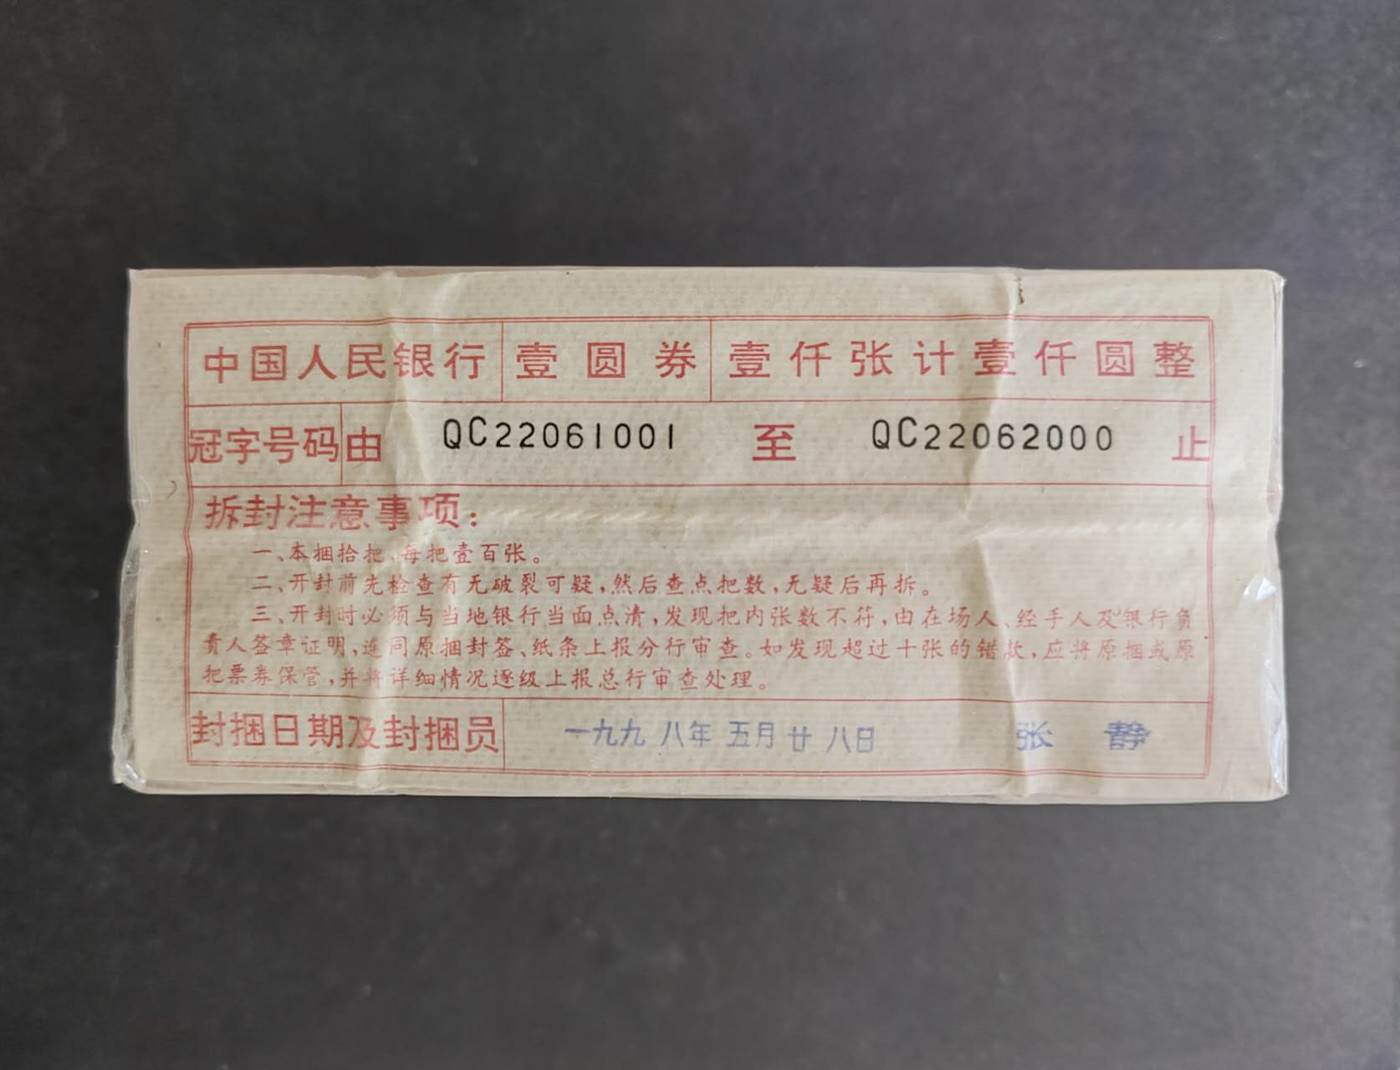 中国人民银行 壹圆券 壹仟张计壹仟圆整
冠字号码 由 QC22061001 至 QC22062000 止
拆封注意事项：
一、本捆拾把、每把壹百张。
二、开封前先检查有无破裂可疑，然后查点把数，无疑后再拆。
三、开封时必须与当地银行当面点清，发现把内张数不符，由在场人、经手人及银行负
责人签章证明，连同原捆封签、纸条上报分行审查。如发现超过十张的错款，应将原捆或原
把票券保管，并将详细情况逐级上报总行审查处理。
封捆日期及封捆员 一九九八年五月廿八日 张静